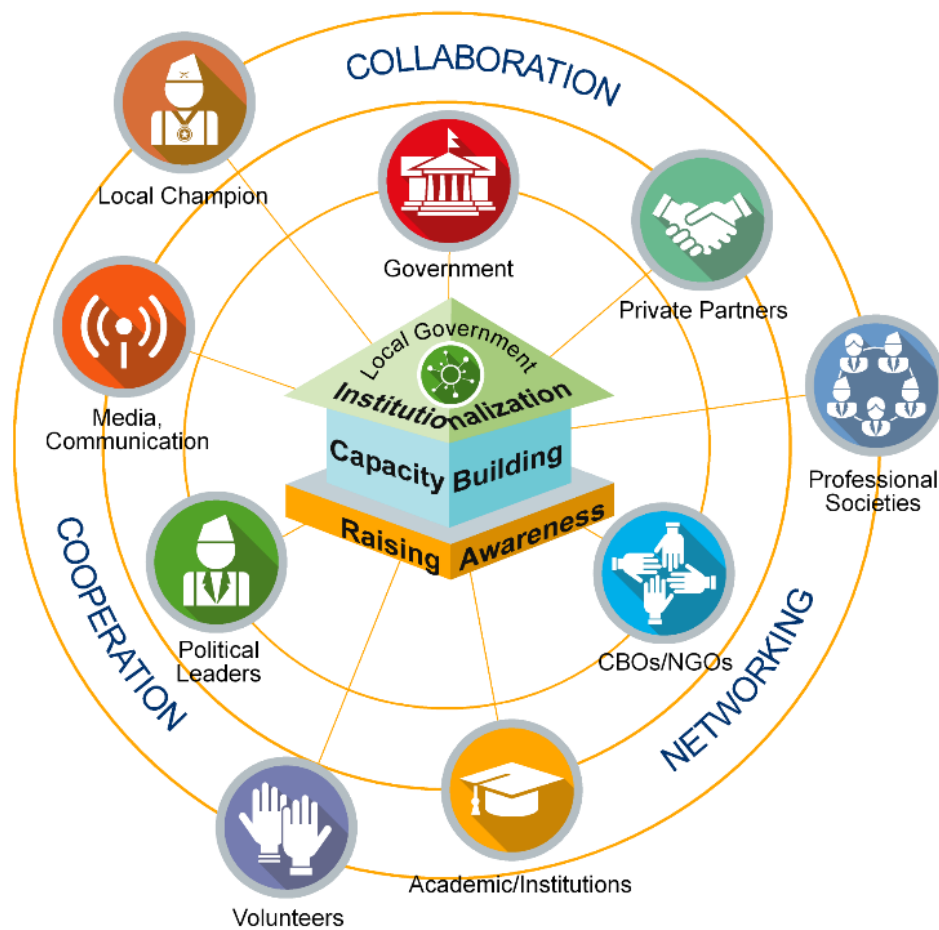 COLLABORATION
Local Champion
Government
Private Partners
Local Government
Institutionalization
Media,
Communication
Capacity Building
Professional
Societies
Raising Awareness
COOPERATION
NETWORKING
Political
Leaders
CBOs/NGOs
Academic/Institutions
Volunteers